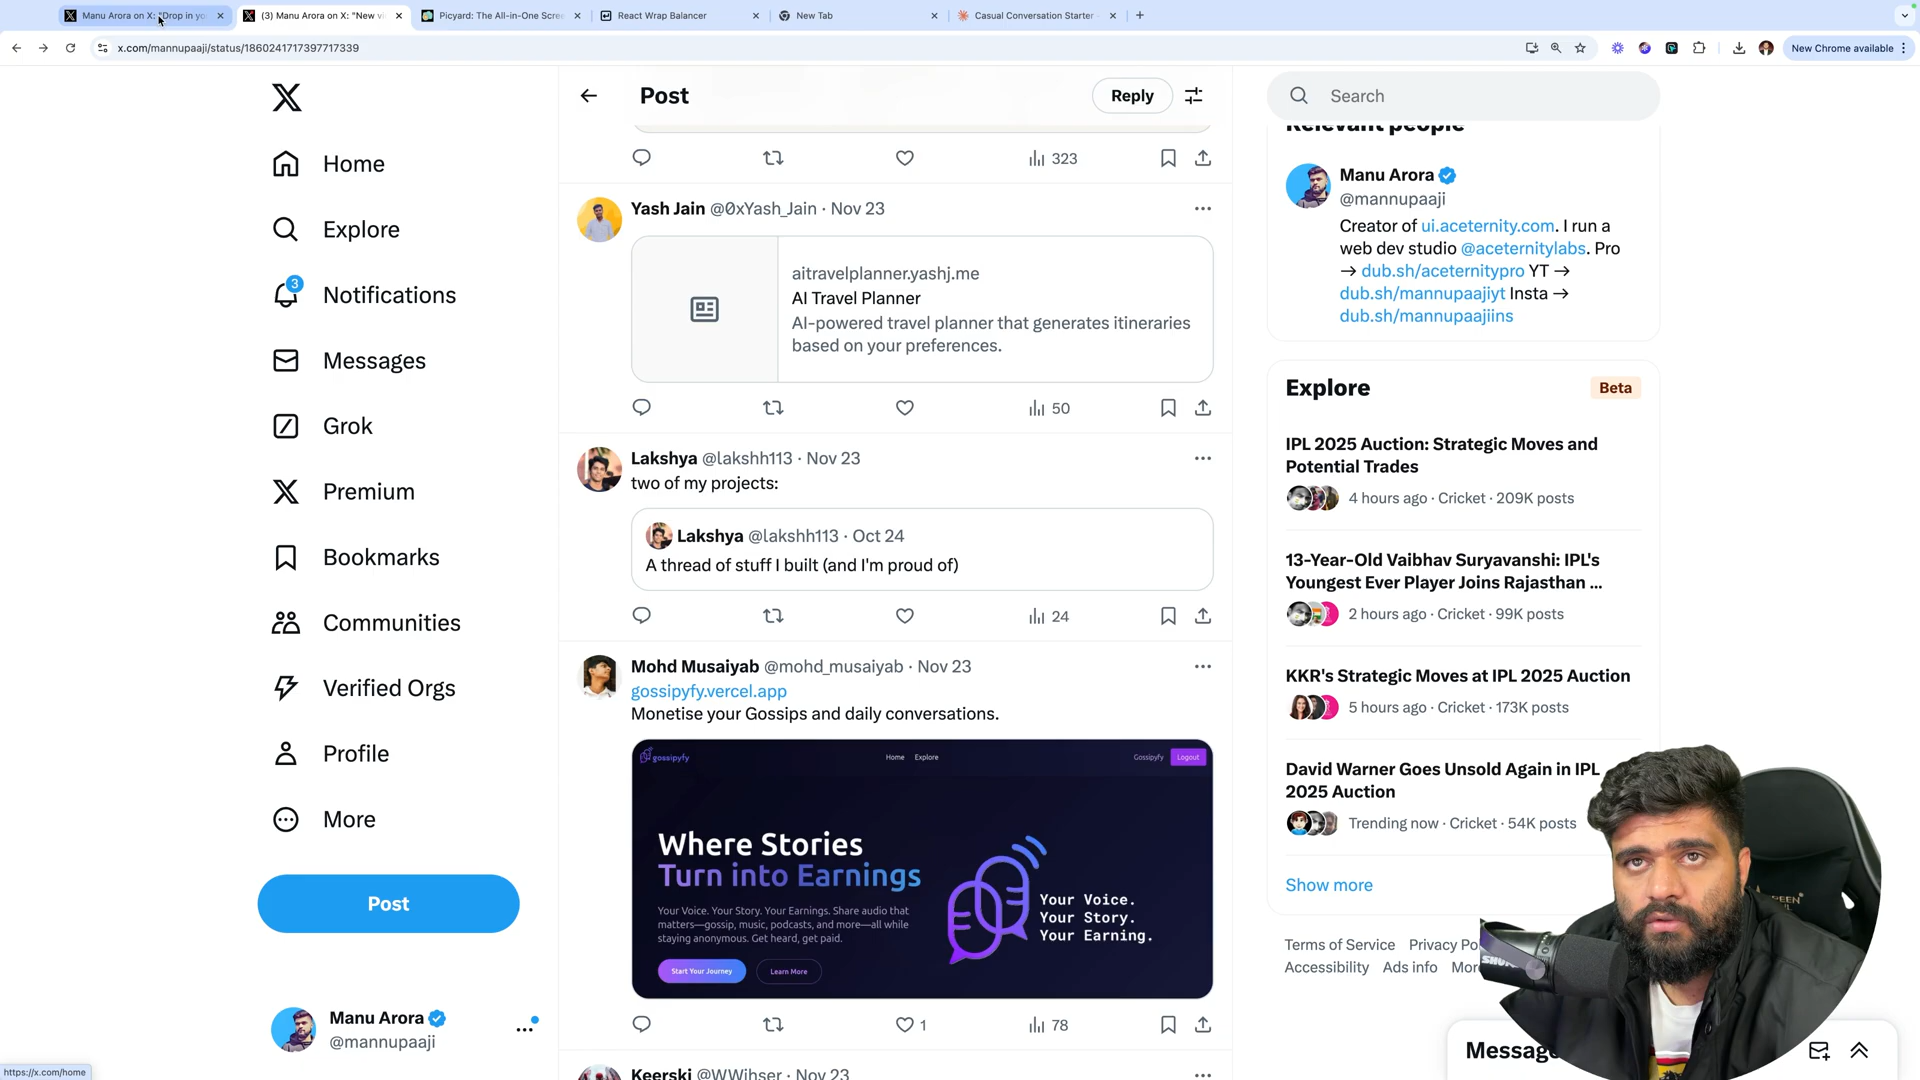 Manu Arora on X: "Drop in yo
(3) Manu Arora on X: "New vi
Picyard: The All-in-One Scree
React Wrap Balancer
New Tab
Casual Conversation Starter -
x.com/mannupaaji/status/1860241717397717339
New Chrome available
Home
Explore
3
Notifications
Messages
Grok
Premium
Bookmarks
Communities
Verified Orgs
Profile
More
Post
Manu Arora
@mannupaaji
https://x.com/home
Post
Reply
323
Yash Jain @0xYash_Jain · Nov 23
aitravelplanner.yashj.me
AI Travel Planner
AI-powered travel planner that generates itineraries
based on your preferences.
50
Lakshya @lakshh113 · Nov 23
two of my projects:
Lakshya @lakshh113 · Oct 24
A thread of stuff I built (and I'm proud of)
24
Mohd Musaiyab @mohd_musaiyab · Nov 23
gossipyfy.vercel.app
Monetise your Gossips and daily conversations.
gossipyfy
Home
Explore
Gossipyfy
Logout
Where Stories
Turn into Earnings
Your Voice. Your Story. Your Earnings. Share audio that
matters—gossip, music, podcasts, and more—all while
staying anonymous. Get heard, get paid.
Start Your Journey
Learn More
Your Voice.
Your Story.
Your Earning.
1
78
Keerski @WWihser · Nov 23
Search
Relevant people
Manu Arora
@mannupaaji
Creator of ui.aceternity.com. I run a
web dev studio @aceternitylabs. Pro
→ dub.sh/aceternitypro YT →
dub.sh/mannupaajiyt Insta →
dub.sh/mannupaajiins
Explore
Beta
IPL 2025 Auction: Strategic Moves and
Potential Trades
4 hours ago · Cricket · 209K posts
13-Year-Old Vaibhav Suryavanshi: IPL's
Youngest Ever Player Joins Rajasthan ...
2 hours ago · Cricket · 99K posts
KKR's Strategic Moves at IPL 2025 Auction
5 hours ago · Cricket · 173K posts
David Warner Goes Unsold Again in IPL
2025 Auction
Trending now · Cricket · 54K posts
Show more
Terms of Service Privacy Po
Accessibility Ads info Mor
Message